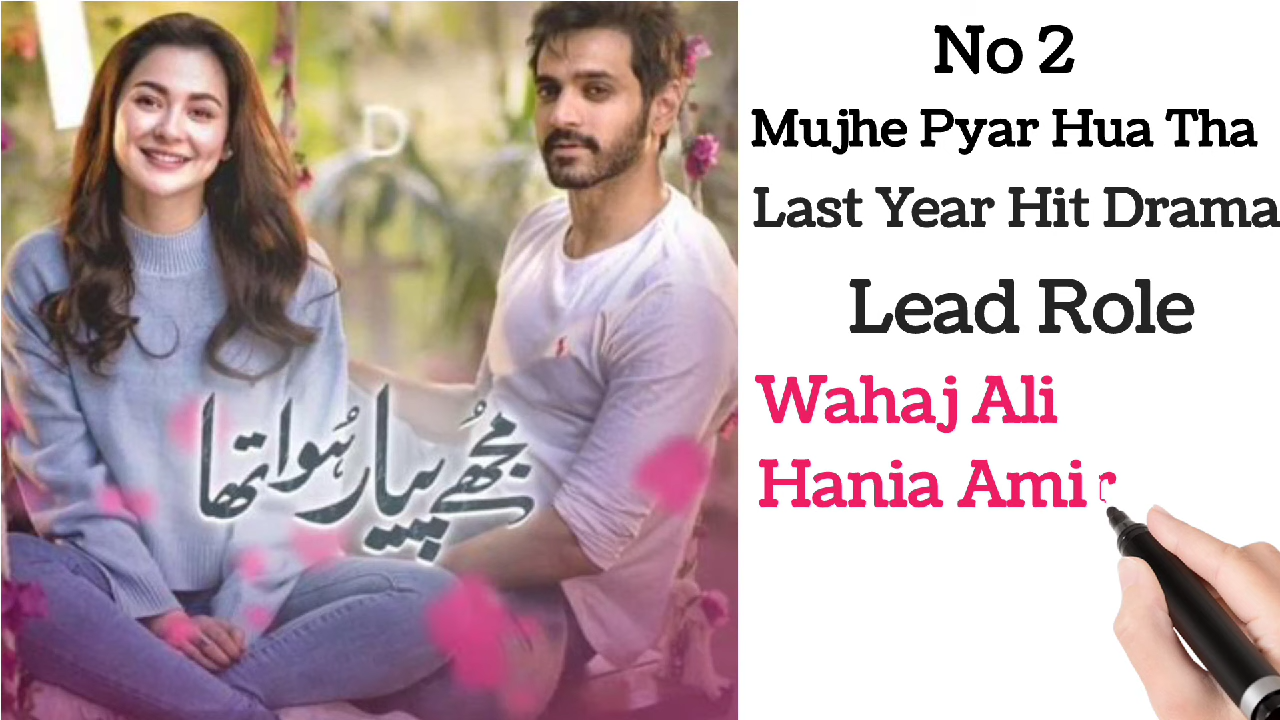 No 2
Mujhe Pyar Hua Tha
Last Year Hit Drama
Lead Role
Wahaj Ali
Hania Amir
D
مجھے پیار ہوا تھا